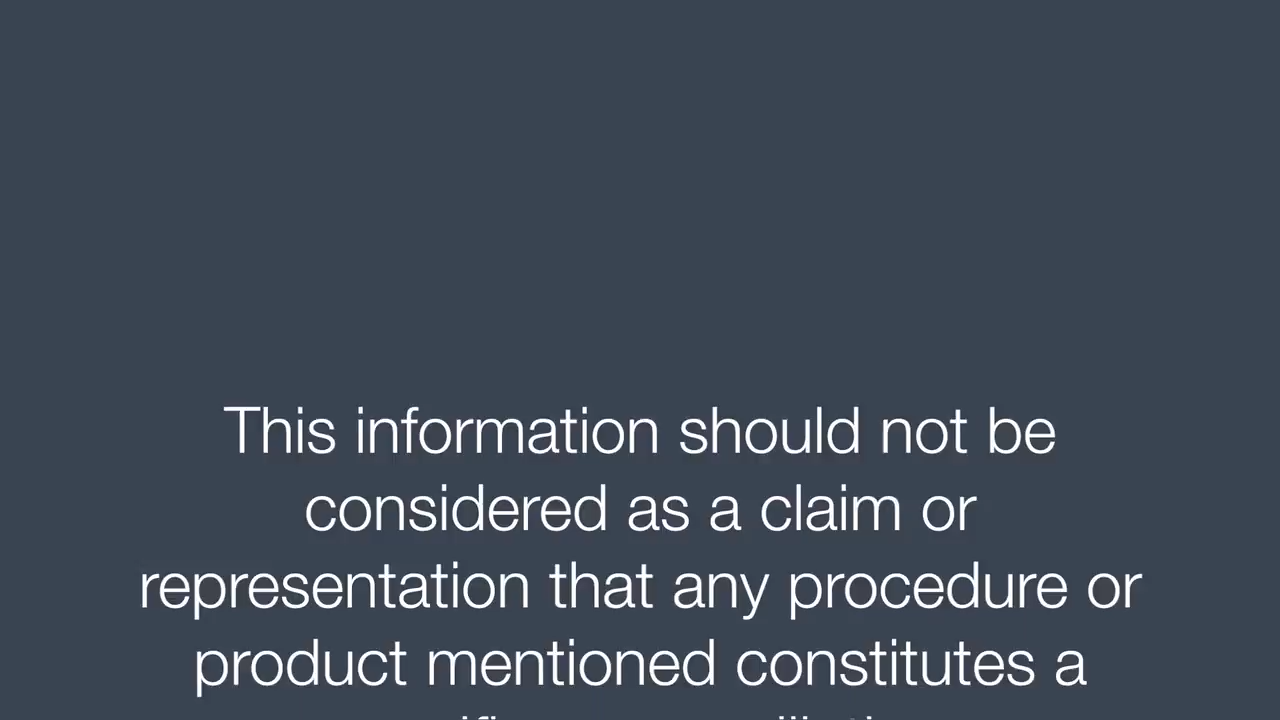 This information should not be
considered as a claim or
representation that any procedure or
product mentioned constitutes a